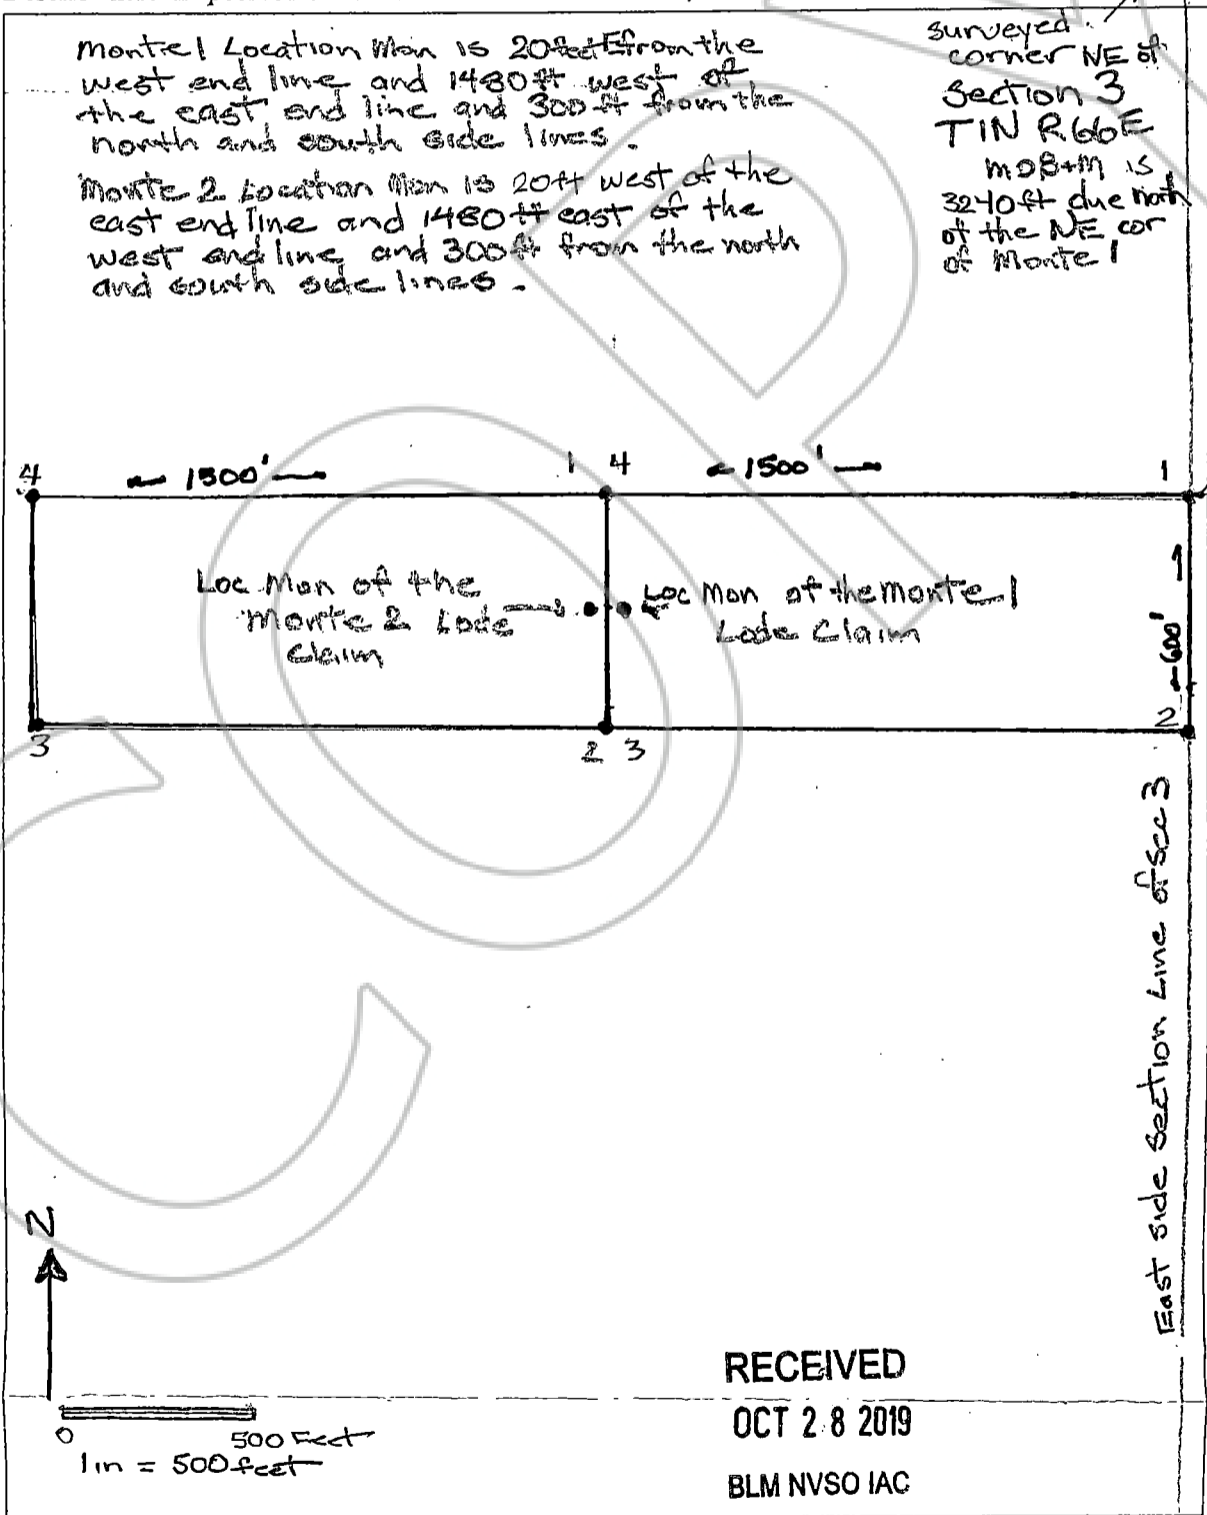 Monte 1 Location Mon is 20 feet E from the
west end line and 1480 ft west of
the east end line and 300 ft from the
north and south side lines.
Monte 2 Location Mon is 20 ft west of the
east end line and 1480 ft east of the
west end line and 300 ft from the north
and south side lines.
surveyed
corner NE of
Section 3
T1N R66E
MDB+M is
3240 ft due north
of the NE cor
of Monte 1
4
1500'
1 4
1500'
1
Loc Mon of the
Monte 2 Lode
Claim
Loc Mon of the Monte 1
Lode Claim
600'
3
2 3
2
East side Section Line of Sec 3
N
0 500 Feet
1 in = 500 feet
RECEIVED
OCT 28 2019
BLM NVSO IAC
COP